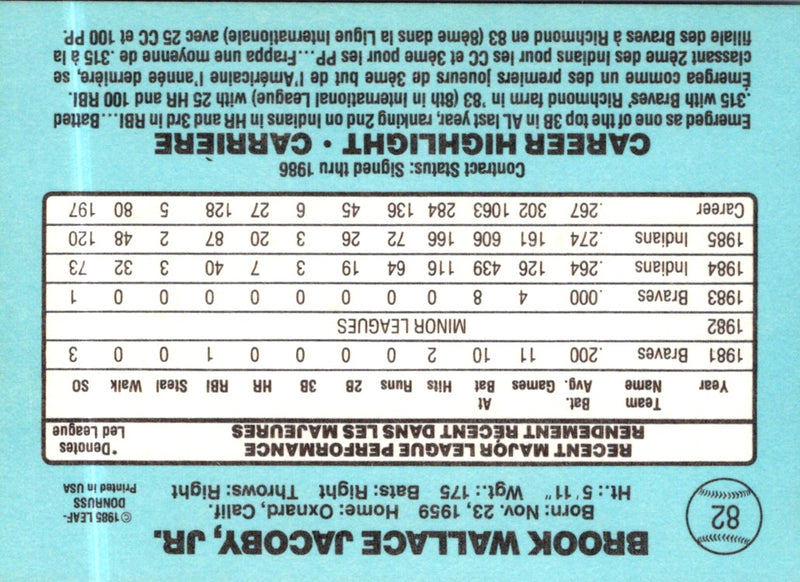 82
BROOK WALLACE JACOBY, JR.
Born: Nov. 23, 1959 Home: Oxnard, Calif.
Ht.: 5'11" Wgt.: 175 Bats: Right Throws: Right
©1985 LEAF-
DONRUSS
Printed in USA
RECENT MAJOR LEAGUE PERFORMANCE
RENDEMENT RÉCENT DANS LES MAJEURES
*Denotes
Led League
Year Team Name Bat. Avg. Games At Bat Hits Runs 2B 3B HR RBI Steal Walk SO
1981 Braves .200 11 10 2 0 0 0 0 1 0 0 3
1982 MINOR LEAGUES
1983 Braves .000 4 8 0 0 0 0 0 0 0 0 1
1984 Indians .264 126 439 116 64 19 3 7 40 3 32 73
1985 Indians .274 161 606 166 72 26 3 20 87 2 48 120
Career .267 302 1063 284 136 45 6 27 128 5 80 197
Contract Status: Signed thru 1986
CAREER HIGHLIGHT • CARRIERE
Emerged as one of the top 3B in AL last year, ranking 2nd on Indians in HR and 3rd in RBI...Batted
.315 with Braves' Richmond farm in '83 (8th in International League) with 25 HR and 100 RBI.
Émergea comme un des premiers joueurs de 3ème but de l'Américaine l'année dernière, se
classant 2ème des Indians pour les CC et 3ème pour les PP...Frappa une moyenne de .315 à la
filiale des Braves à Richmond en 83 (8ème dans la Ligue Internationale) avec 25 CC et 100 PP.